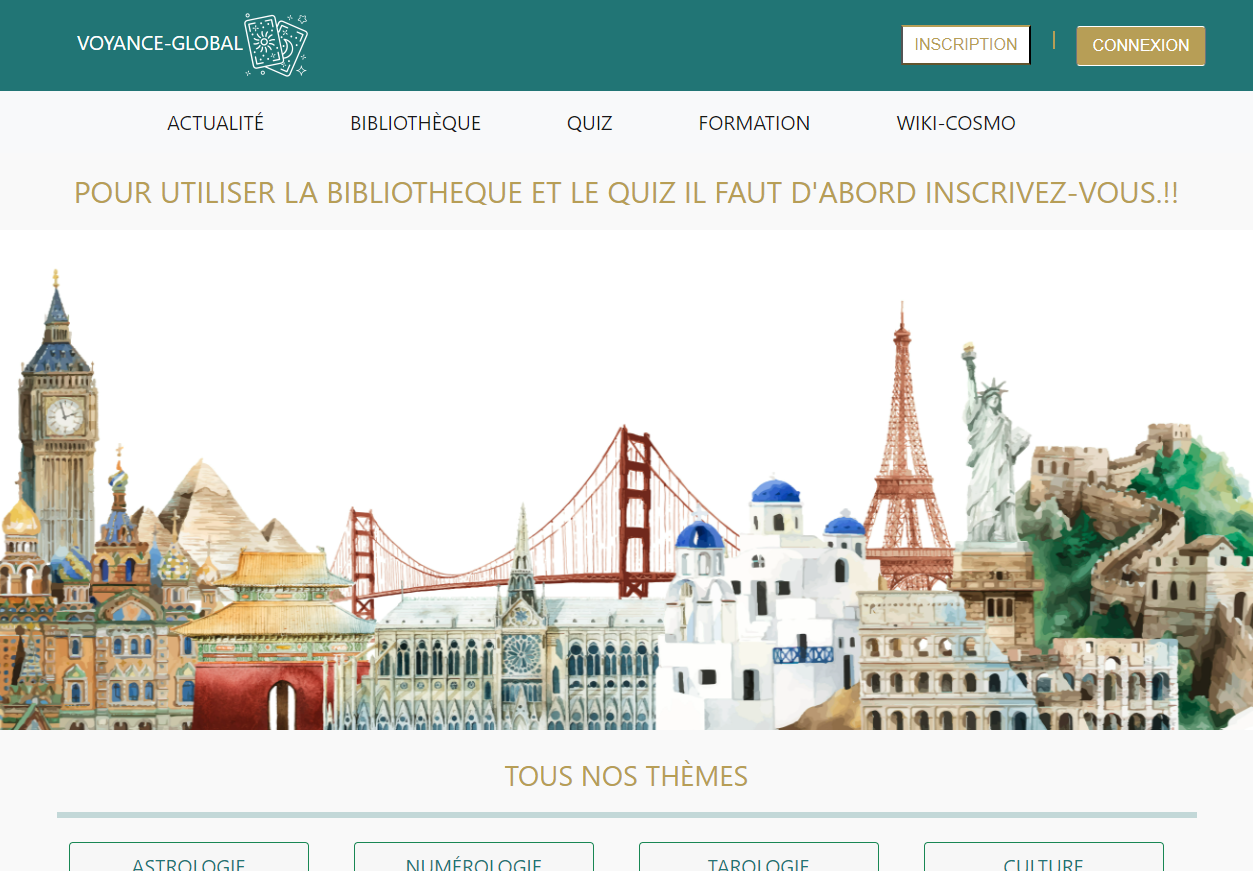 VOYANCE-GLOBAL
INSCRIPTION | CONNEXION
ACTUALITÉ BIBLIOTHÈQUE QUIZ FORMATION WIKI-COSMO
POUR UTILISER LA BIBLIOTHEQUE ET LE QUIZ IL FAUT D'ABORD INSCRIVEZ-VOUS.!!
TOUS NOS THÈMES
ASTROLOGIE NUMÉROLOGIE TAROLOGIE CULTURE